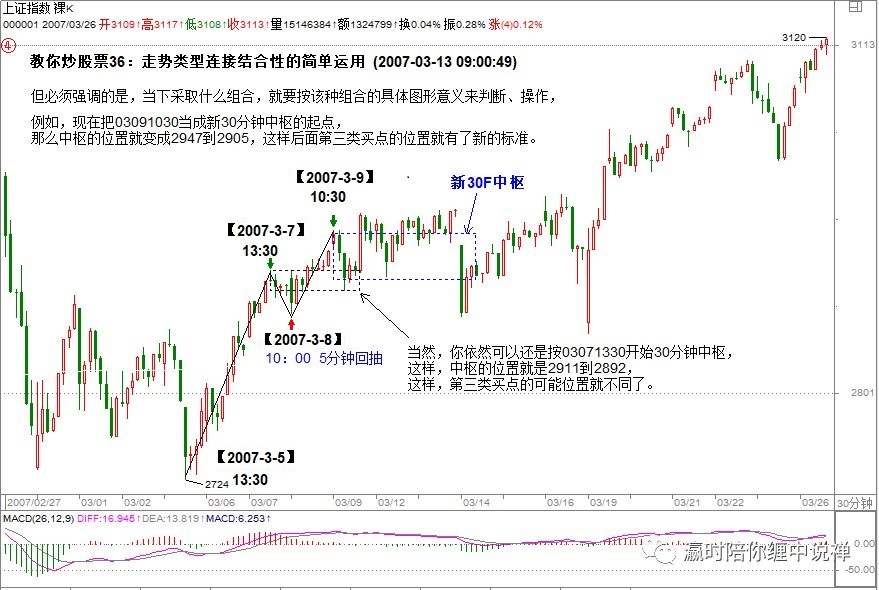 上证指数 裸K
000001 2007/03/26 开3109↑高3117↑低3108↑收3113↑量15146384↑额1324799↑换0.04% 振0.28% 涨(4)0.12%
3120
3113
④
教你炒股票36：走势类型连接结合性的简单运用 (2007-03-13 09:00:49)
但必须强调的是，当下采取什么组合，就要按该种组合的具体图形意义来判断、操作，
例如，现在把03091030当成新30分钟中枢的起点，
那么中枢的位置就变成2947到2905，这样后面第三类买点的位置就有了新的标准。
【2007-3-9】
10:30
新30F中枢
【2007-3-7】
13:30
【2007-3-8】
10：00 5分钟回抽
当然，你依然可以还是按03071330开始30分钟中枢，
这样，中枢的位置就是2911到2892，
这样，第三类买点的可能位置就不同了。
2801
【2007-3-5】
2724 13:30
2007/02/27 03/01 03/02 03/06 03/07 03/09 03/12 03/14 03/16 03/19 03/21 03/22 03/26 30分钟
MACD(26,12,9) DIFF:16.945↑DEA:13.819↑MACD:6.253↑
0.00
-50.00
赢时陪你缠中说禅